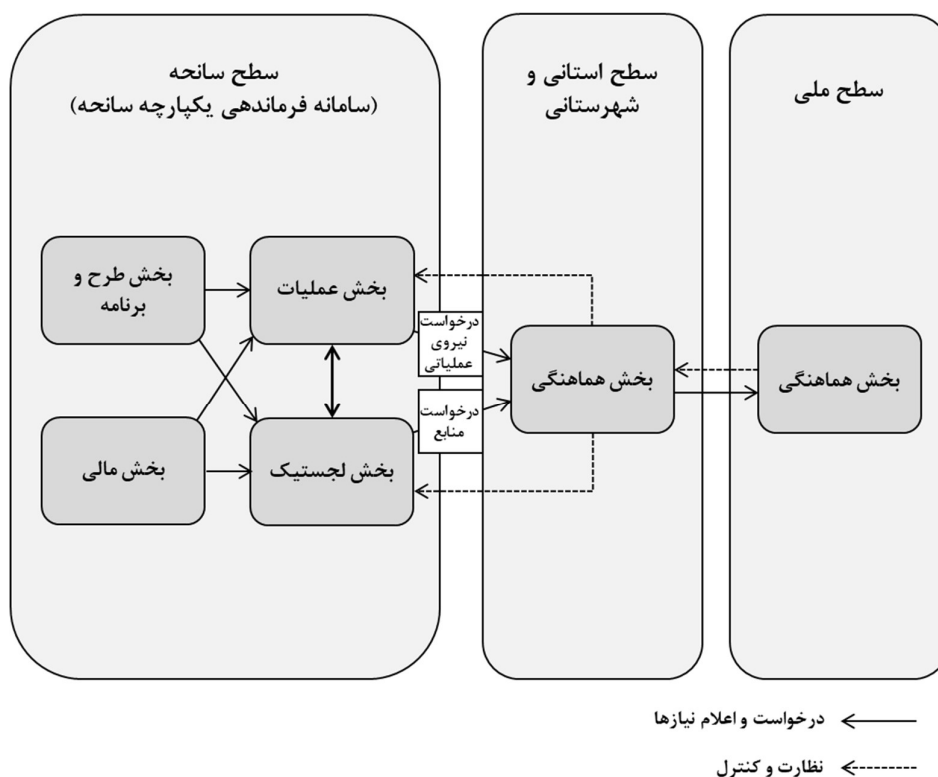 سطح ملی
سطح استانی و
شهرستانی
سطح سانحه
(سامانه فرماندهی یکپارچه سانحه)
بخش هماهنگی
بخش هماهنگی
درخواست
نیروی
عملیاتی
درخواست
منابع
بخش عملیات
بخش لجستیک
بخش طرح و
برنامه
بخش مالی
درخواست و اعلام نیازها
نظارت و کنترل